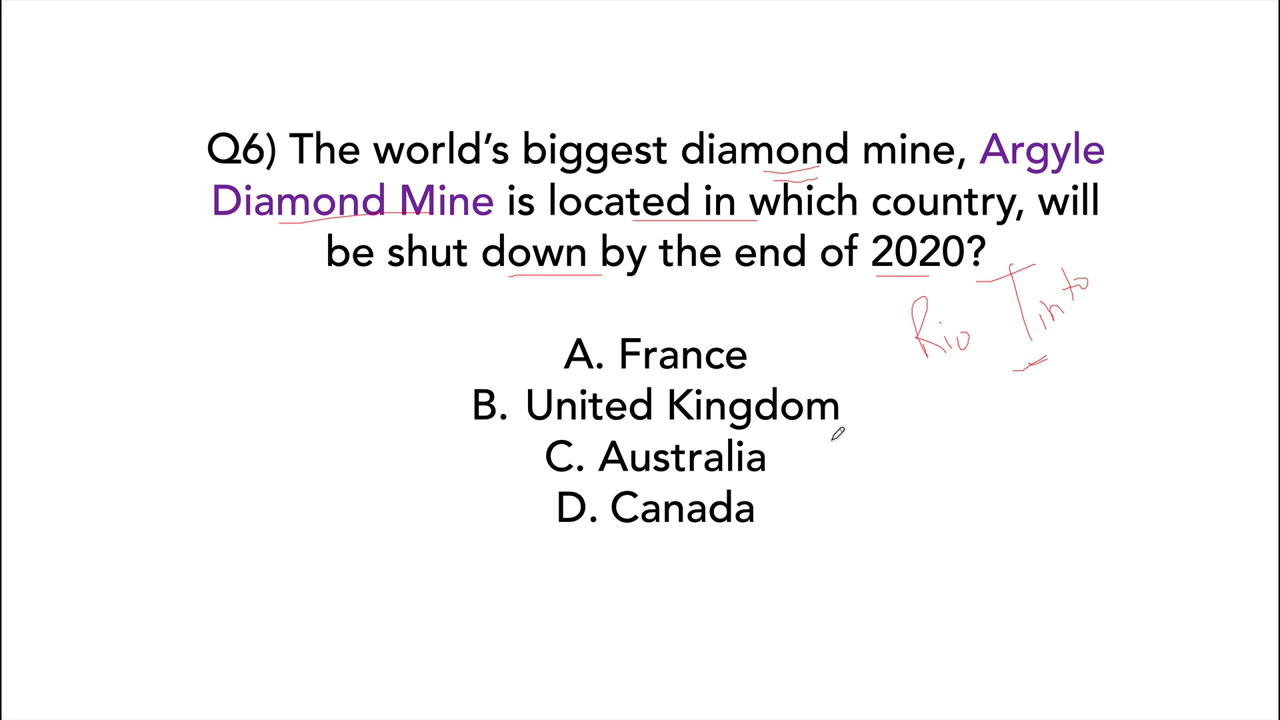 Q6) The world’s biggest diamond mine, Argyle
Diamond Mine is located in which country, will
be shut down by the end of 2020?
Rio Tinto
A. France
B. United Kingdom
C. Australia
D. Canada